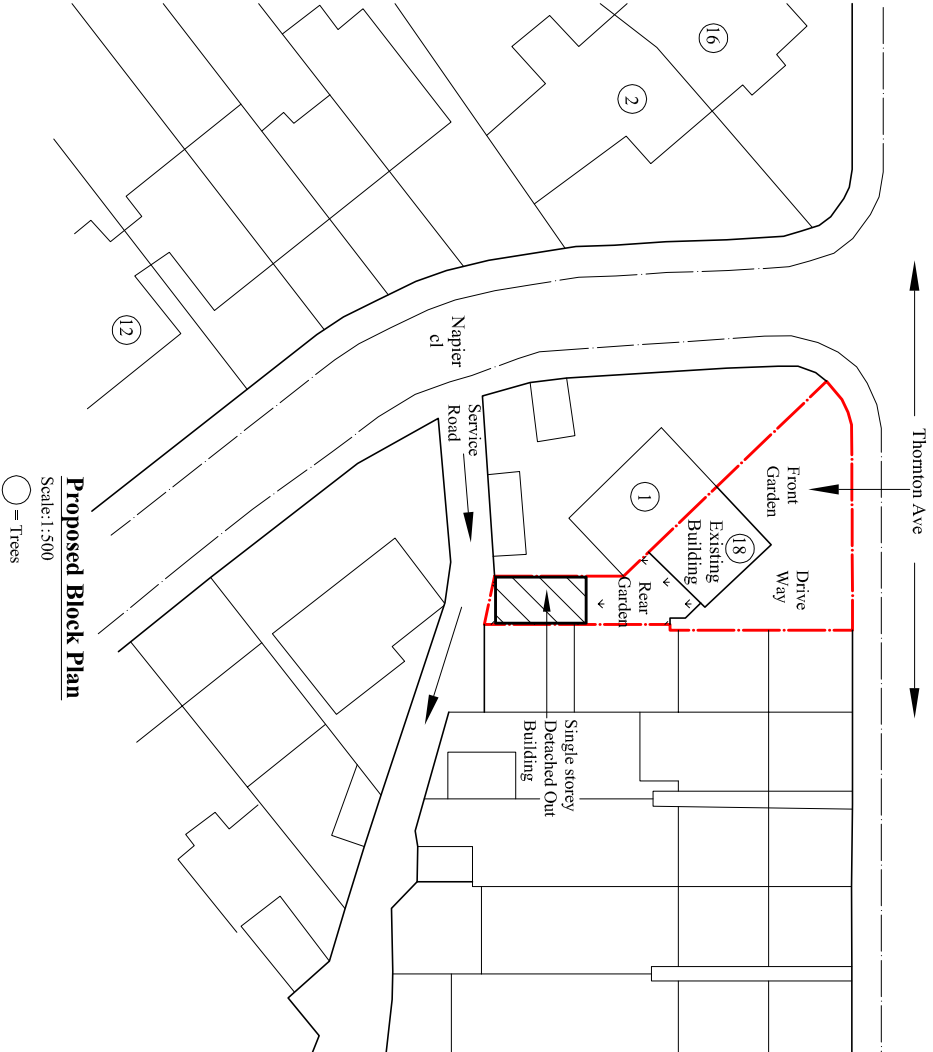 Thornton Ave
16
2
12
Napier
cl
Service
Road
Front
Garden
Drive
Way
18
Existing
Building
1
Rear
Garden
Single storey
Detached Out
Building
Proposed Block Plan
Scale:1:500
= Trees